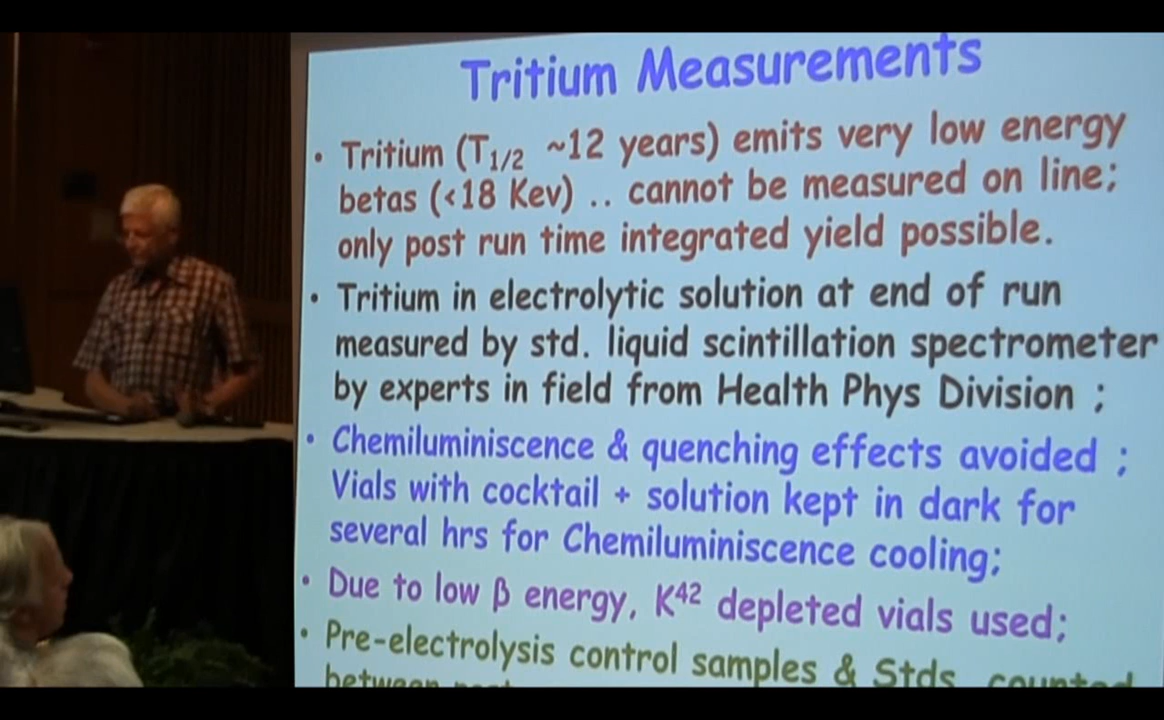 Tritium Measurements
• Tritium (T1/2 ~12 years) emits very low energy
betas (<18 Kev) .. cannot be measured on line;
only post run time integrated yield possible.
• Tritium in electrolytic solution at end of run
measured by std. liquid scintillation spectrometer
by experts in field from Health Phys Division ;
• Chemiluminiscence & quenching effects avoided ;
Vials with cocktail + solution kept in dark for
several hrs for Chemiluminiscence cooling;
• Due to low β energy, K42 depleted vials used;
• Pre-electrolysis control samples & Stds counted
between